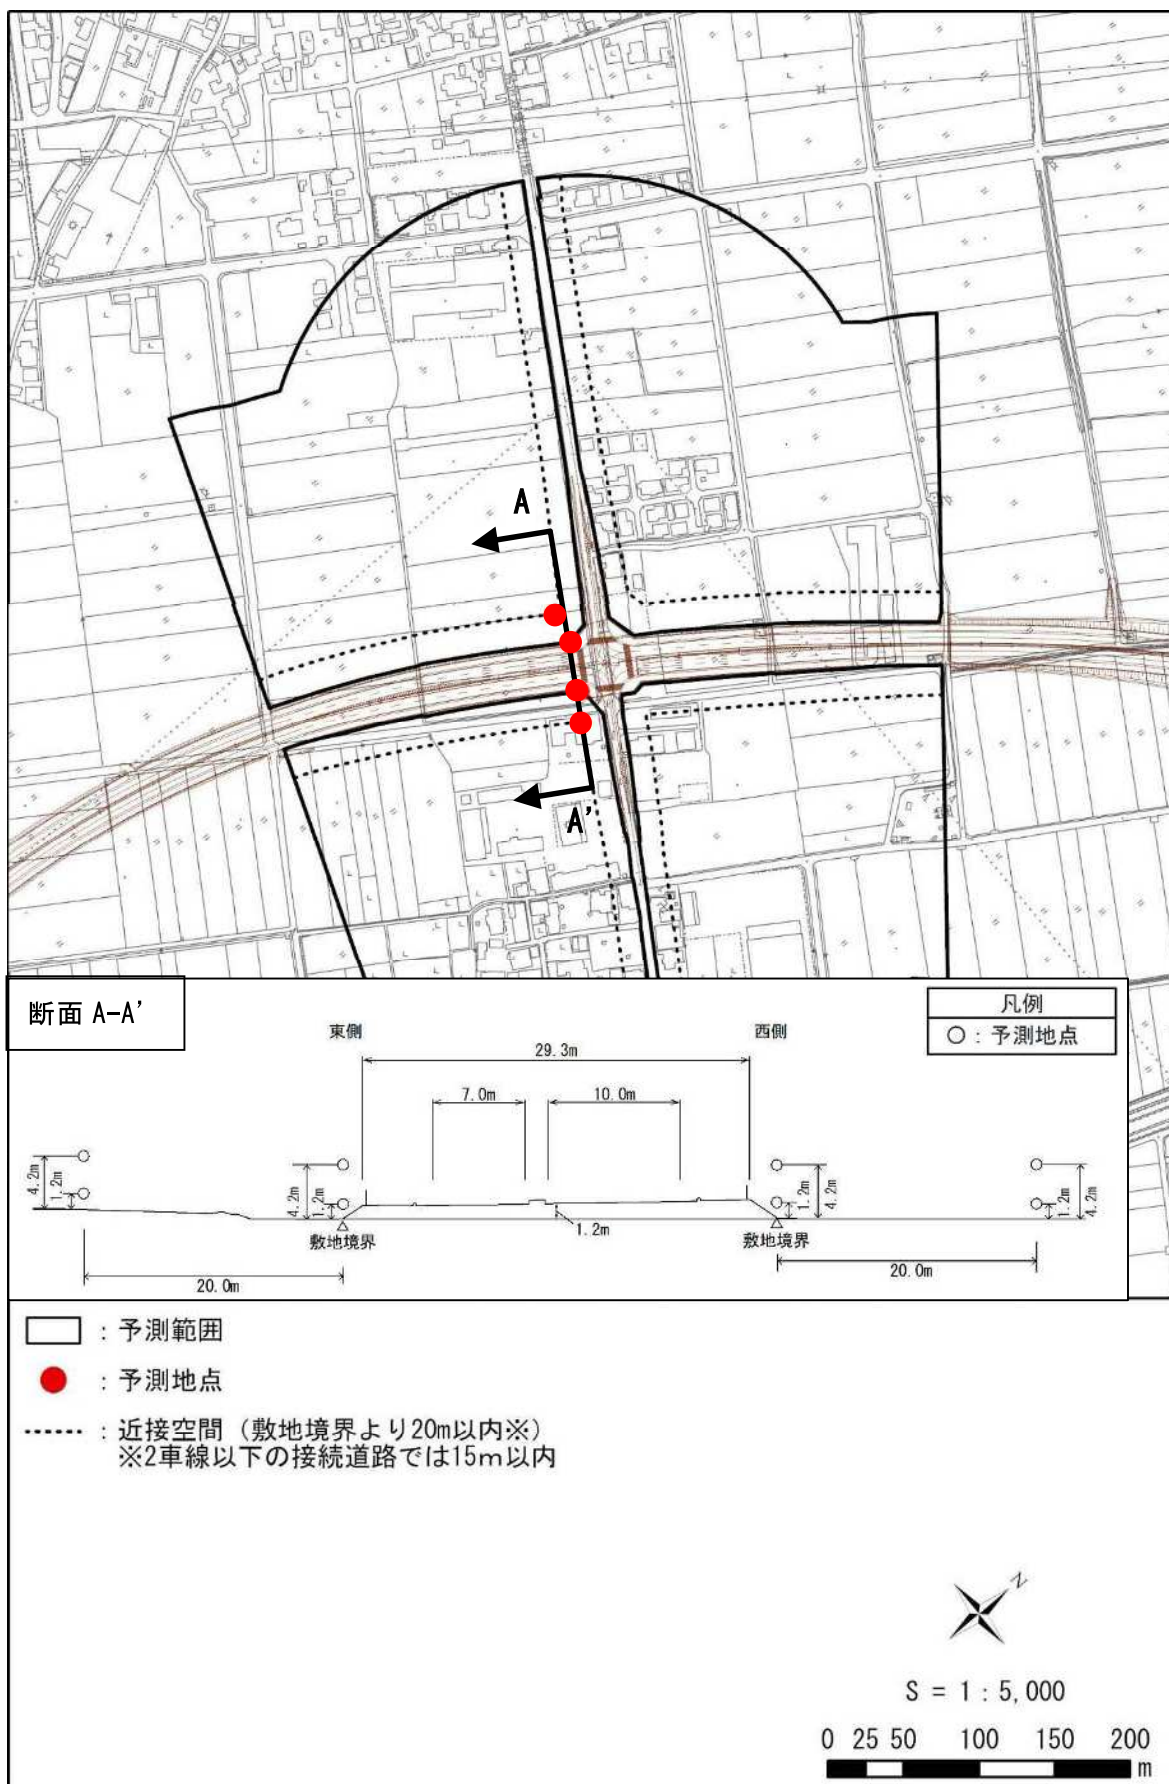 A
A'
断面 A-A'
凡例
○ : 予測地点
東側
西側
29.3m
7.0m
10.0m
4.2m
1.2m
4.2m
1.2m
1.2m
4.2m
1.2m
4.2m
1.2m
敷地境界
敷地境界
20.0m
20.0m
: 予測範囲
: 予測地点
: 近接空間 (敷地境界より20m以内※)
※2車線以下の接続道路では15m以内
N
S = 1 : 5,000
0 25 50 100 150 200
m